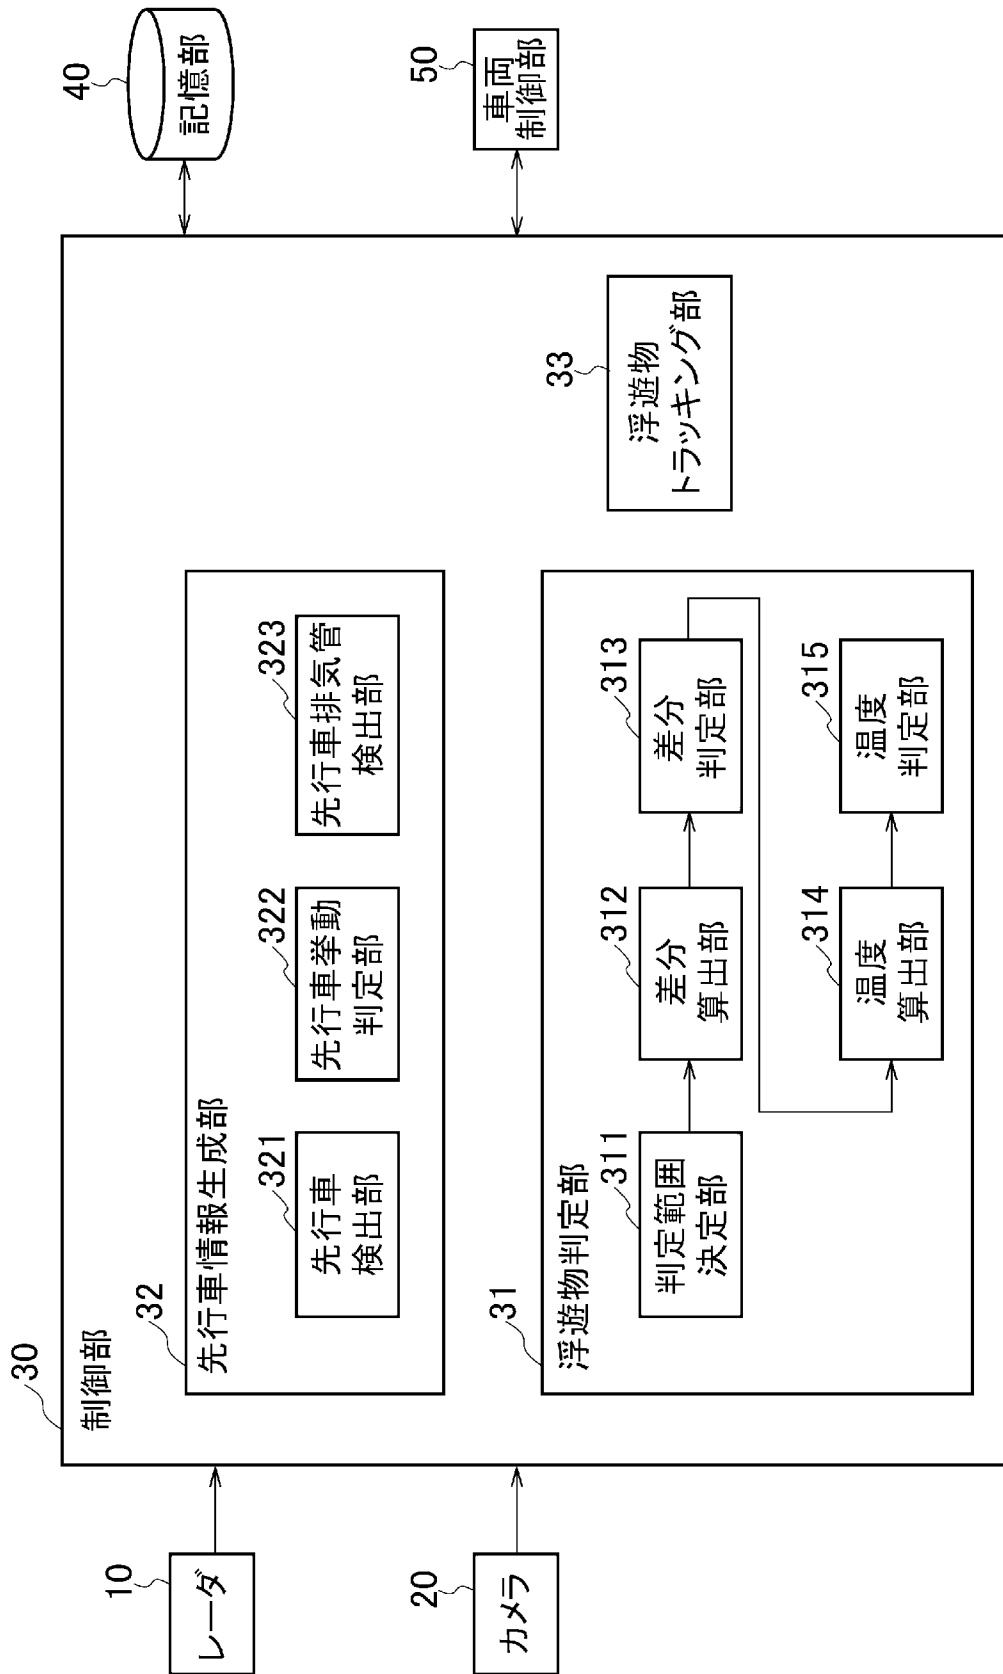 30
制御部
10
レーダ
20
カメラ
32
先行車情報生成部
321
先行車
検出部
322
先行車挙動
判定部
323
先行車排気管
検出部
31
浮遊物判定部
311
判定範囲
決定部
312
差分
算出部
313
差分
判定部
314
温度
算出部
315
温度
判定部
33
浮遊物
トラッキング部
40
記憶部
50
車両
制御部